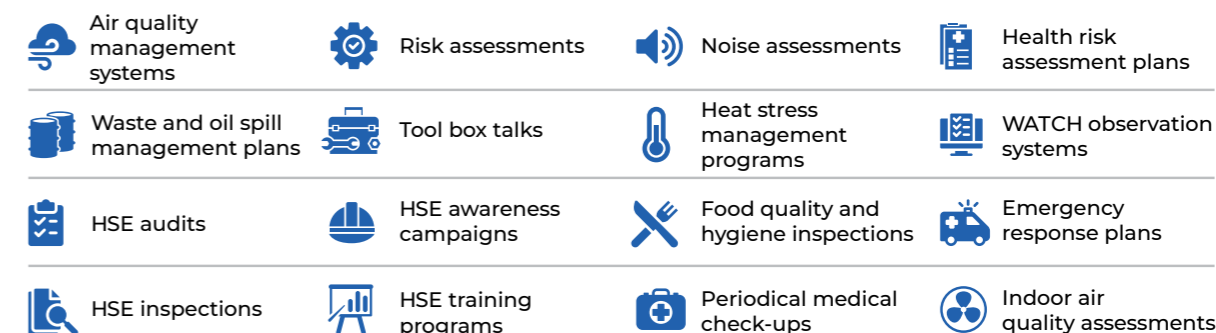 Air quality
management
systems
Risk assessments
Noise assessments
Health risk
assessment plans
Waste and oil spill
management plans
Tool box talks
Heat stress
management
programs
WATCH observation
systems
HSE audits
HSE awareness
campaigns
Food quality and
hygiene inspections
Emergency
response plans
HSE inspections
HSE training
programs
Periodical medical
check-ups
Indoor air
quality assessments